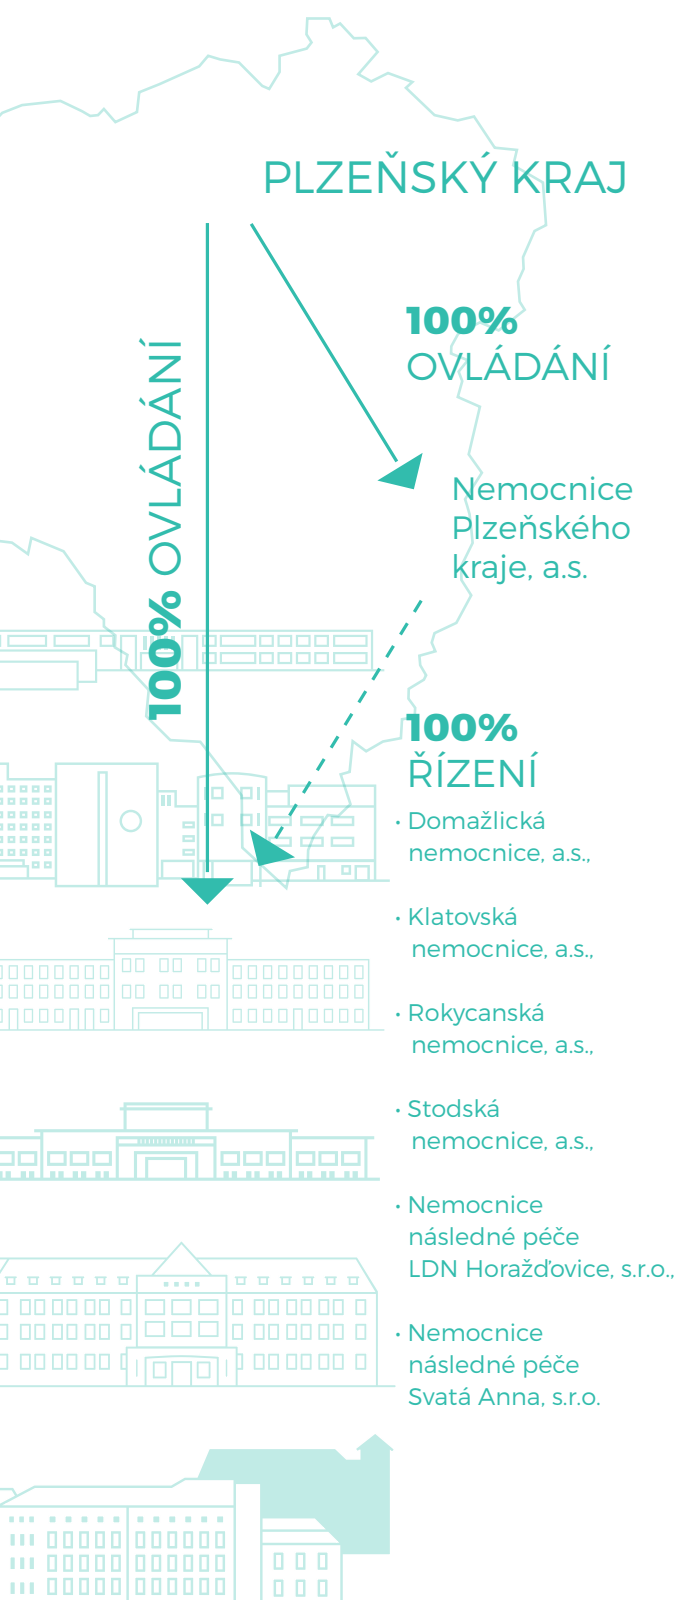 PLZEŇSKÝ KRAJ
100% OVLÁDÁNÍ
100%
OVLÁDÁNÍ
Nemocnice
Plzeňského
kraje, a.s.
100%
ŘÍZENÍ
• Domažlická
nemocnice, a.s.,
• Klatovská
nemocnice, a.s.,
• Rokycanská
nemocnice, a.s.,
• Stodská
nemocnice, a.s.,
• Nemocnice
následné péče
LDN Horažďovice, s.r.o.,
• Nemocnice
následné péče
Svatá Anna, s.r.o.